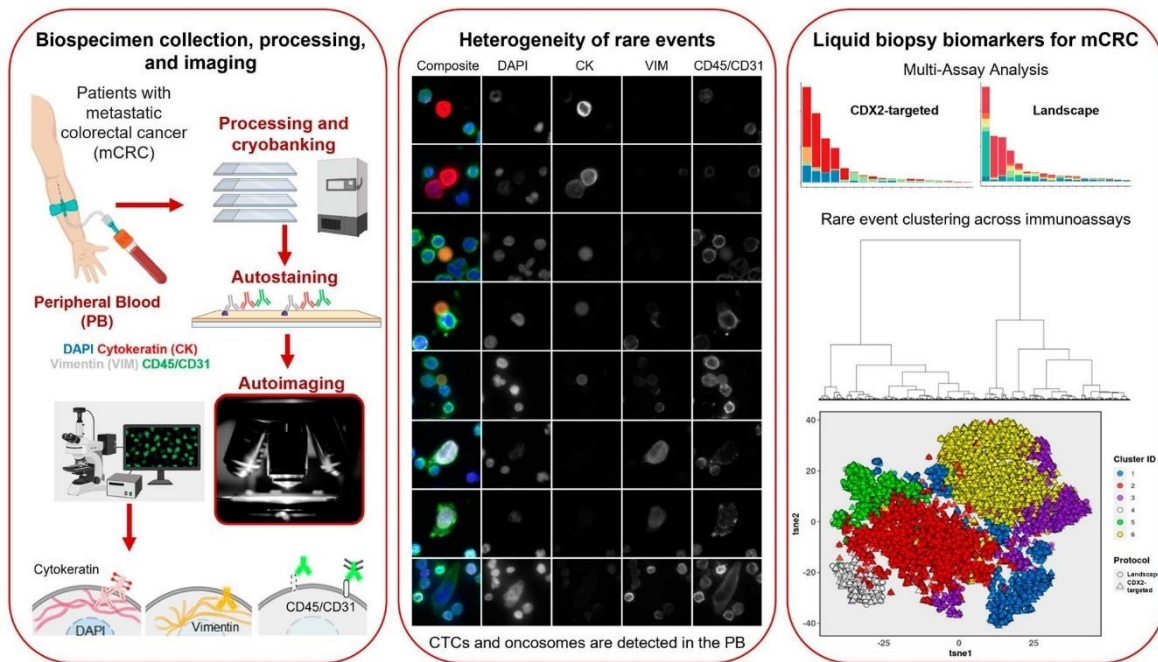 Biospecimen collection, processing,
and imaging
Patients with
metastatic
colorectal cancer
(mCRC)
Processing and
cryobanking
Autostaining
Peripheral Blood
(PB)
DAPI Cytokeratin (CK)
Vimentin (VIM) CD45/CD31
Autoimaging
Cytokeratin
DAPI
Vimentin
CD45/CD31
Heterogeneity of rare events
Composite DAPI CK VIM CD45/CD31
CTCs and oncosomes are detected in the PB
Liquid biopsy biomarkers for mCRC
Multi-Assay Analysis
CDX2-targeted
Landscape
Rare event clustering across immunoassays
40
20
0
-20
-40
tsne2
-25 0 25
tsne1
Cluster ID
1
2
3
4
5
6
Protocol
Landscape
CDX2-
targeted